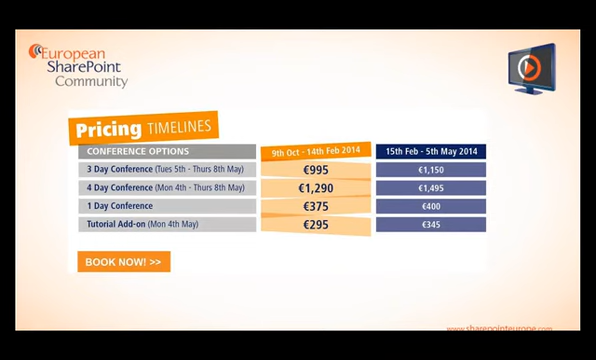 European
SharePoint
Community
Pricing TIMELINES
CONFERENCE OPTIONS 9th Oct - 14th Feb 2014 15th Feb - 5th May 2014
3 Day Conference (Tues 5th - Thurs 8th May) €995 €1,150
4 Day Conference (Mon 4th - Thurs 8th May) €1,290 €1,495
1 Day Conference €375 €400
Tutorial Add-on (Mon 4th May) €295 €345
BOOK NOW! >>
www.sharepointeurope.com